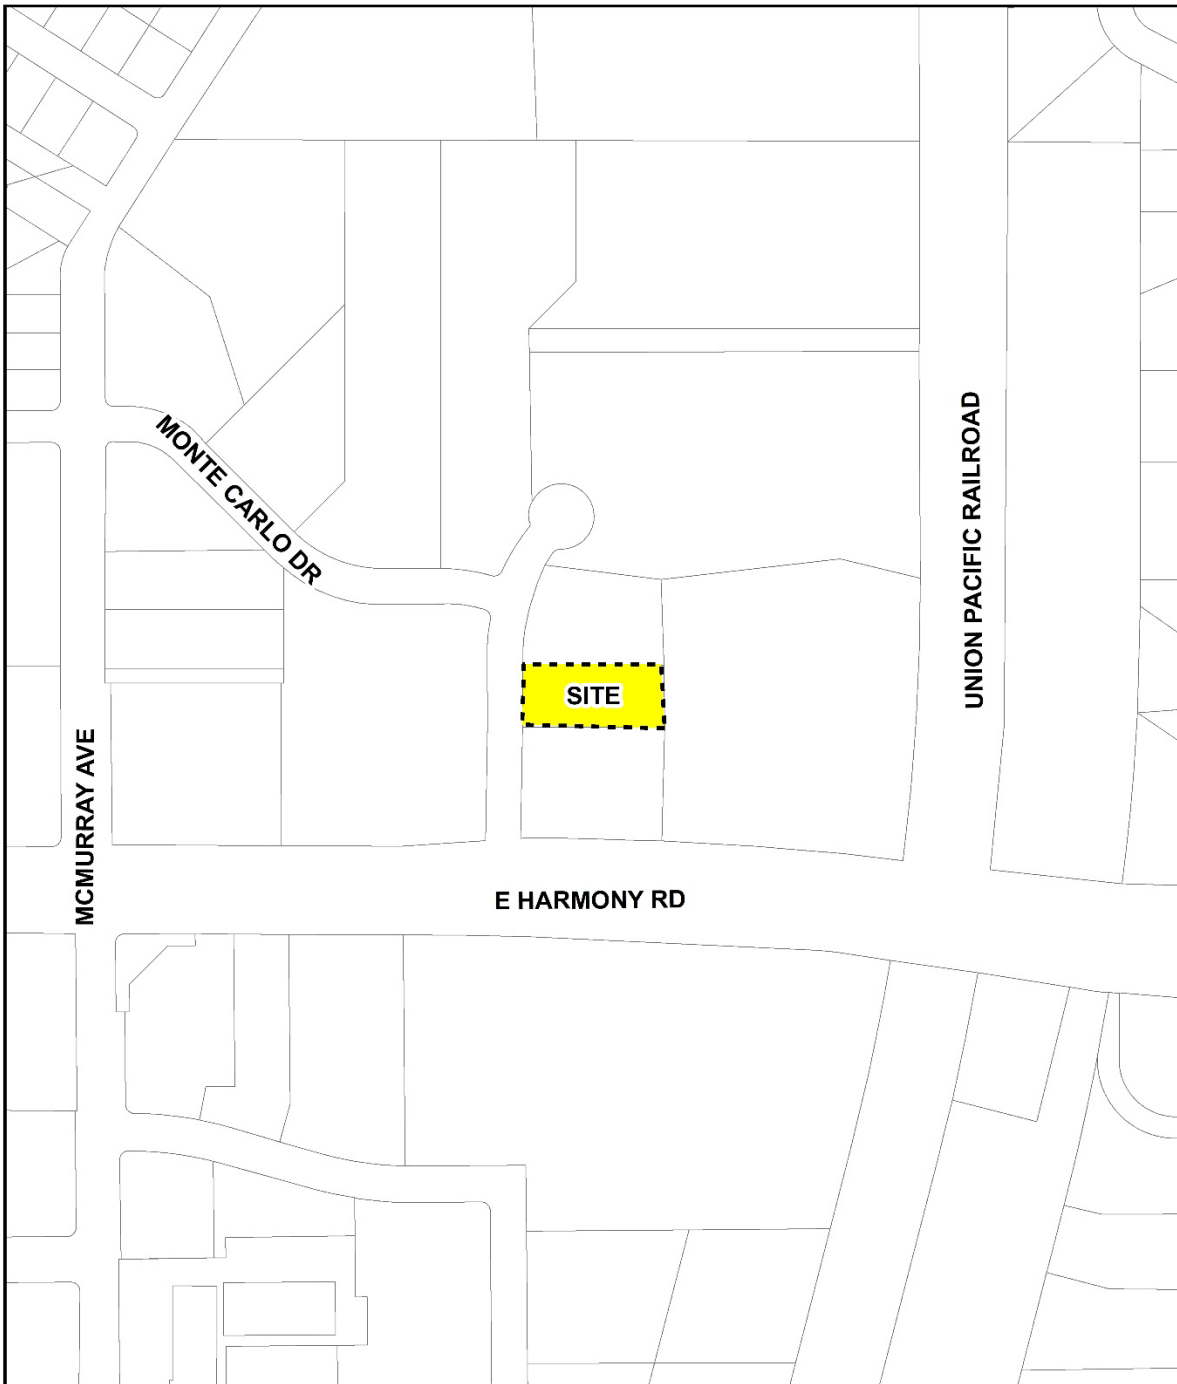 MONTE CARLO DR
UNION PACIFIC RAILROAD
SITE
MCMURRAY AVE
E HARMONY RD